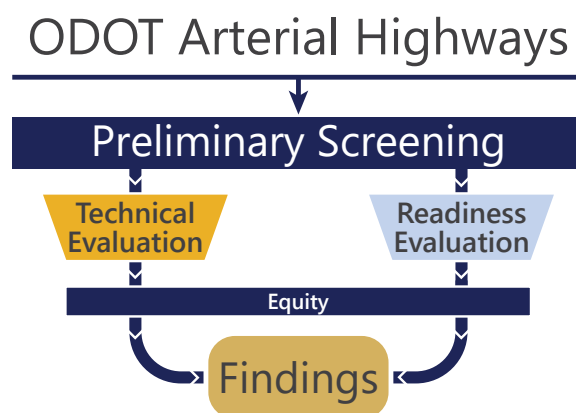 ODOT Arterial Highways
Preliminary Screening
Technical
Evaluation
Readiness
Evaluation
Equity
Findings